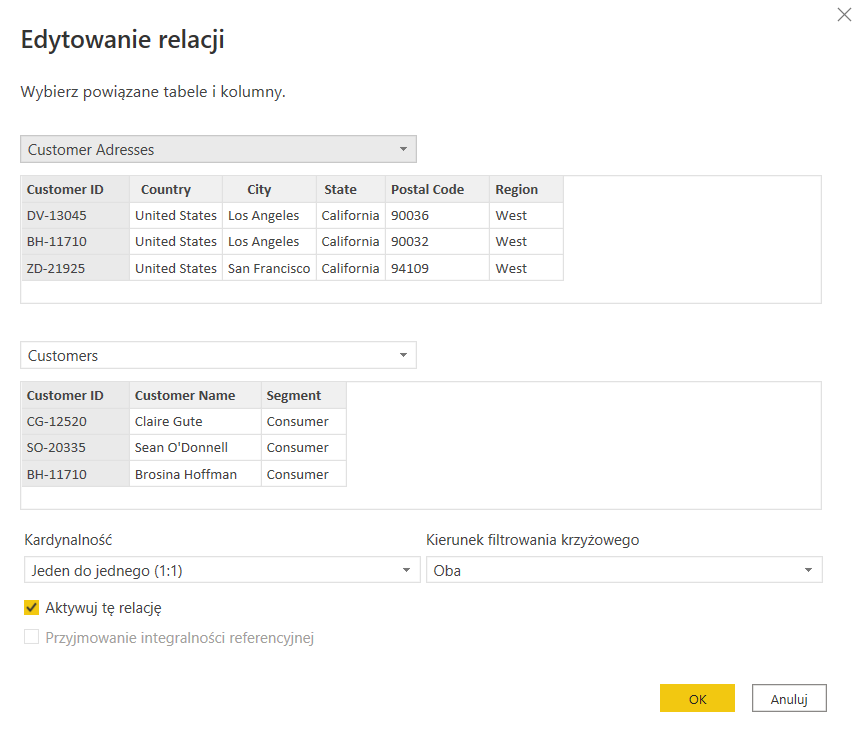 Edytowanie relacji
Wybierz powiązane tabele i kolumny.
Customer Adresses
Customer ID Country City State Postal Code Region
DV-13045 United States Los Angeles California 90036 West
BH-11710 United States Los Angeles California 90032 West
ZD-21925 United States San Francisco California 94109 West
Customers
Customer ID Customer Name Segment
CG-12520 Claire Gute Consumer
SO-20335 Sean O'Donnell Consumer
BH-11710 Brosina Hoffman Consumer
Kardynalność Kierunek filtrowania krzyżowego
Jeden do jednego (1:1) Oba
Aktywuj tę relację
Przyjmowanie integralności referencyjnej
OK Anuluj